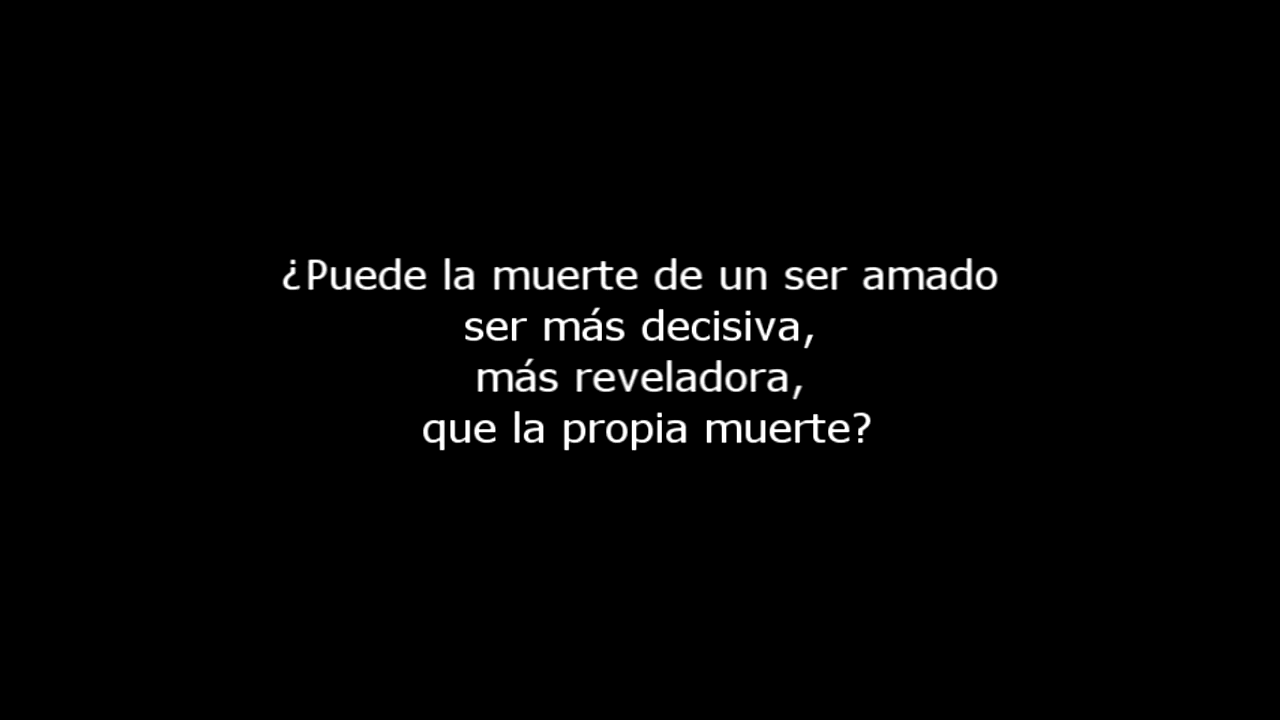 ¿Puede la muerte de un ser amado
ser más decisiva,
más reveladora,
que la propia muerte?